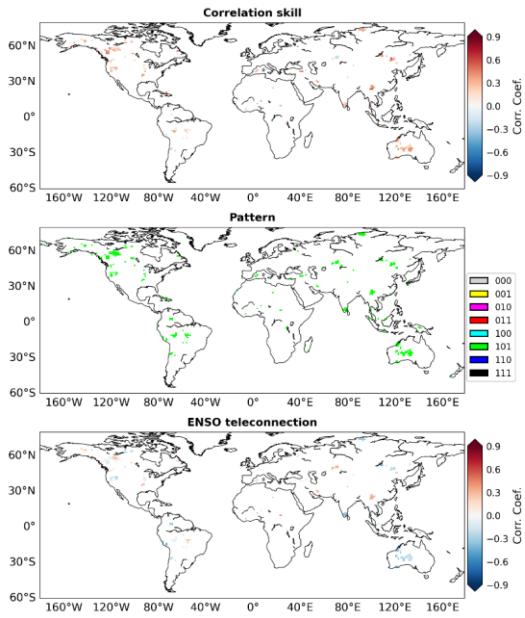 Correlation skill
60°N
30°N
0°
30°S
60°S
160°W 120°W 80°W 40°W 0° 40°E 80°E 120°E 160°E
0.9
0.6
0.3
0.0
−0.3
−0.6
−0.9
Corr. Coef.
Pattern
60°N
30°N
0°
30°S
60°S
160°W 120°W 80°W 40°W 0° 40°E 80°E 120°E 160°E
000
001
010
011
100
101
110
111
ENSO teleconnection
60°N
30°N
0°
30°S
60°S
160°W 120°W 80°W 40°W 0° 40°E 80°E 120°E 160°E
0.9
0.6
0.3
0.0
−0.3
−0.6
−0.9
Corr. Coef.